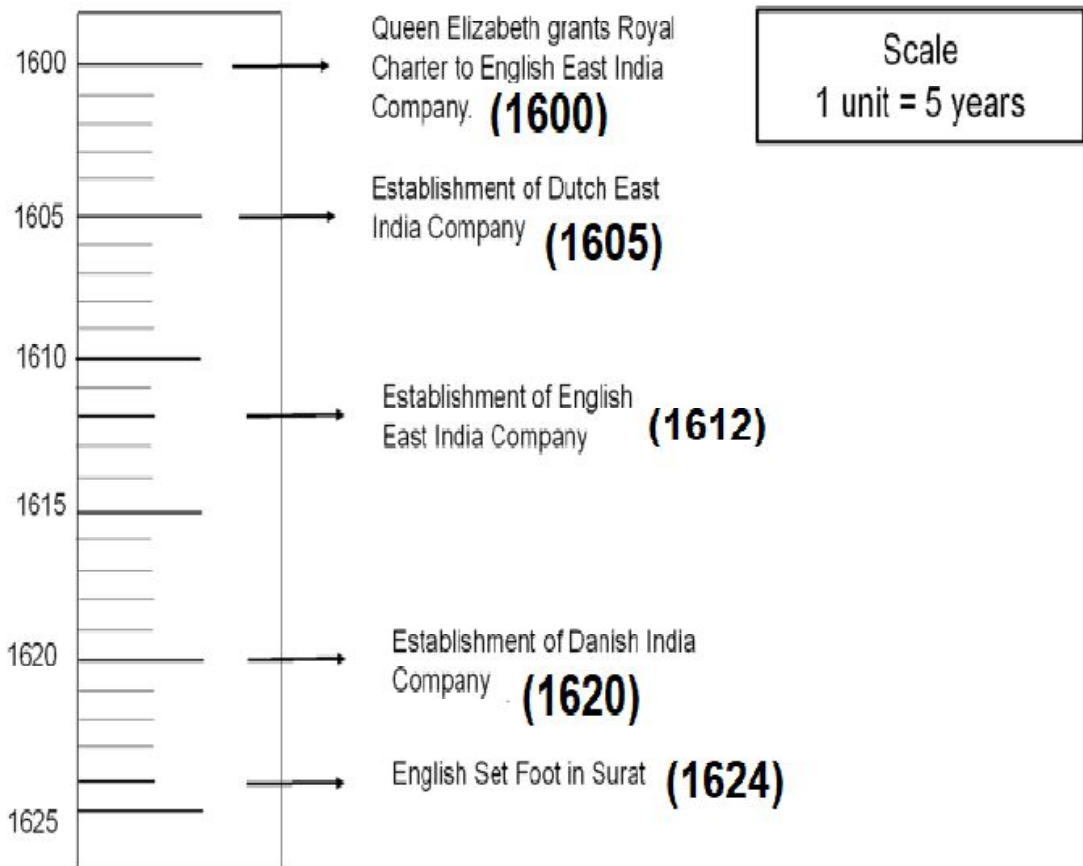 1600
Queen Elizabeth grants Royal
Charter to English East India
Company. (1600)
Scale
1 unit = 5 years
1605
Establishment of Dutch East
India Company (1605)
1610
Establishment of English
East India Company (1612)
1615
1620
Establishment of Danish India
Company (1620)
English Set Foot in Surat (1624)
1625